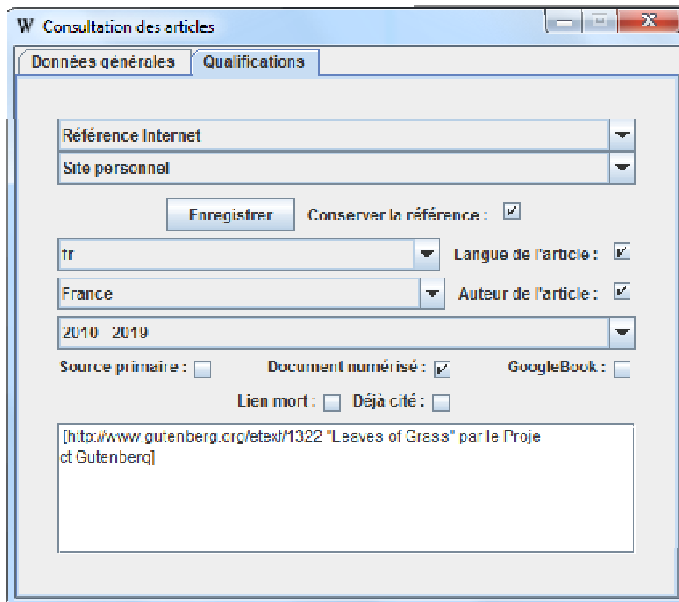 W Consultation des articles
Données générales Qualifications
Référence Internet
Site personnel
Enregistrer Conserver la référence :
fr Langue de l'article :
France Auteur de l'article :
2010 2019
Source primaire : Document numérisé : GoogleBook :
Lien mort : Déjà cité :
[http://www.gutenberg.org/etext/1322 "Leaves of Grass" par le Proje
ct Gutenberg]